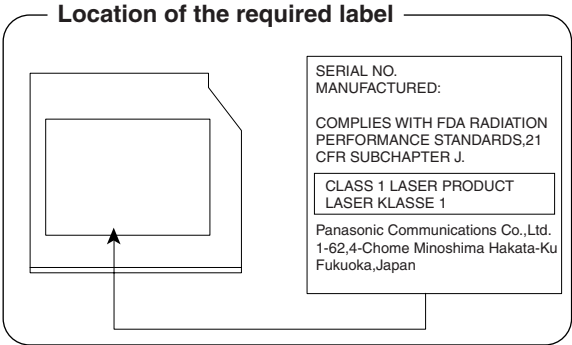 Location of the required label
SERIAL NO.
MANUFACTURED:
COMPLIES WITH FDA RADIATION
PERFORMANCE STANDARDS,21
CFR SUBCHAPTER J.
CLASS 1 LASER PRODUCT
LASER KLASSE 1
Panasonic Communications Co.,Ltd.
1-62,4-Chome Minoshima Hakata-Ku
Fukuoka,Japan